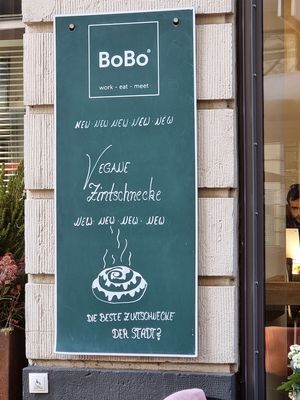 BoBo®
work - eat - meet
NEW · NEW · NEW · NEW · NEW
VEGANE
Zimtschnecke
NEW · NEW · NEW · NEW
DIE BESTE ZIMTSCHNECKE
DER STADT?